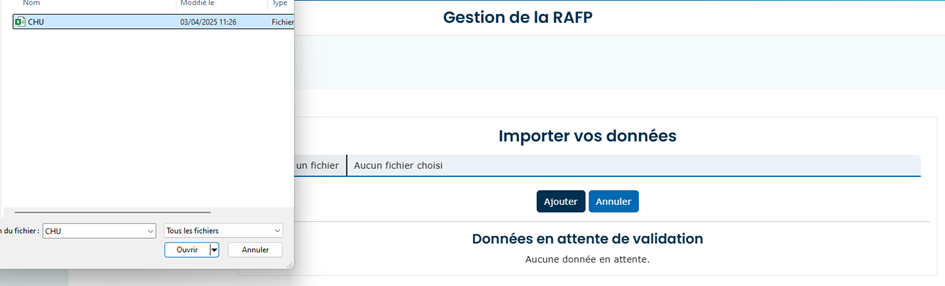 Nom Modifié le Type
CHU 03/04/2025 11:26 Fichier
du fichier : CHU Tous les fichiers
Ouvrir Annuler
Gestion de la RAFP
Importer vos données
un fichier Aucun fichier choisi
Ajouter Annuler
Données en attente de validation
Aucune donnée en attente.